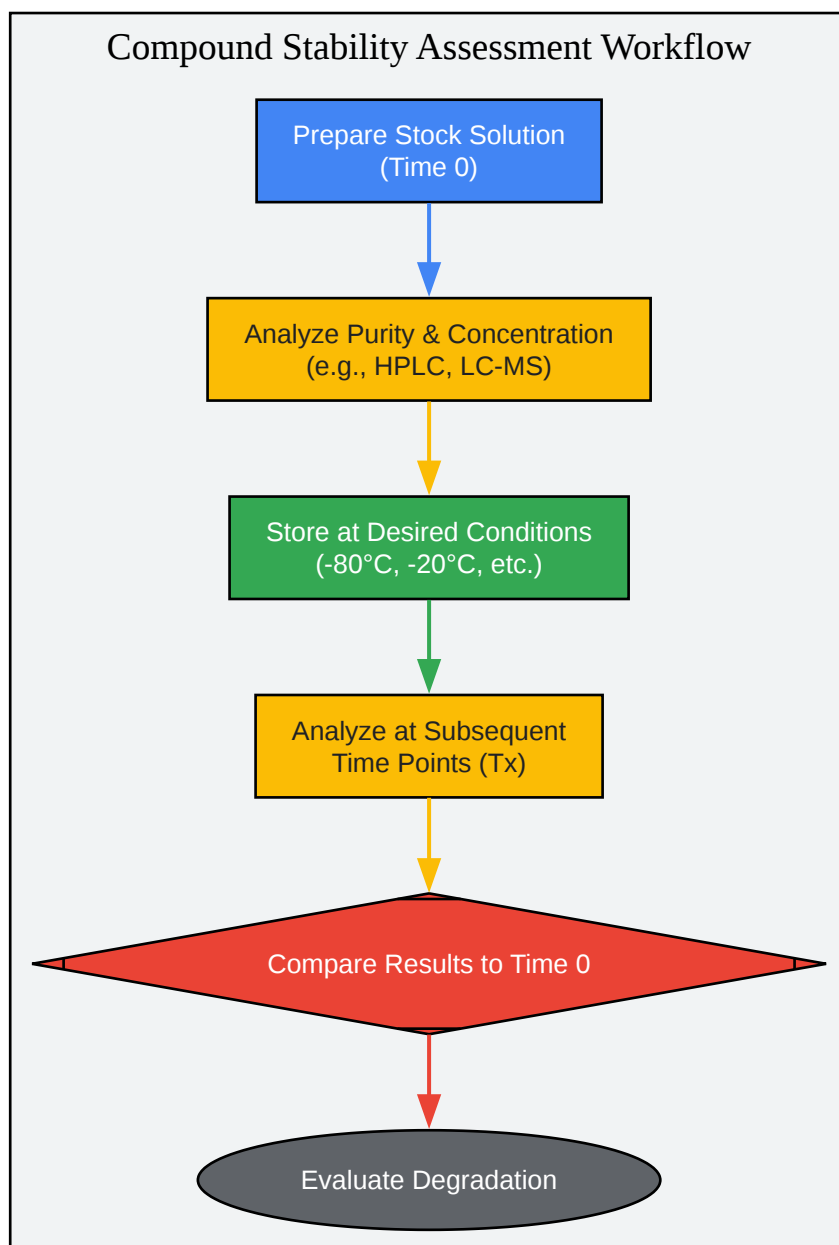 Compound Stability Assessment Workflow
Prepare Stock Solution
(Time 0)
Analyze Purity & Concentration
(e.g., HPLC, LC-MS)
Store at Desired Conditions
(-80°C, -20°C, etc.)
Analyze at Subsequent
Time Points (Tx)
Compare Results to Time 0
Evaluate Degradation